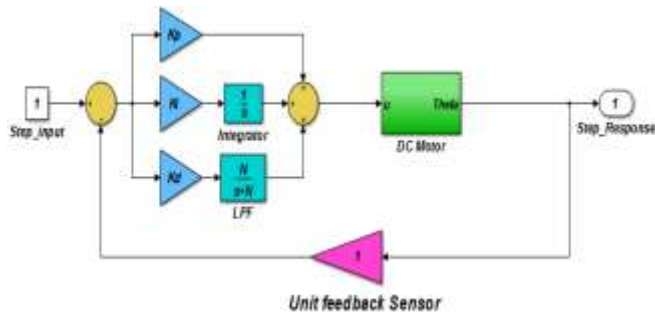 Kp
1
Step_input
Ki
1
s
Integrator
Kd
N
s+N
LPF
u
Theta
DC Motor
1
Step_Response
1
Unit feedback Sensor